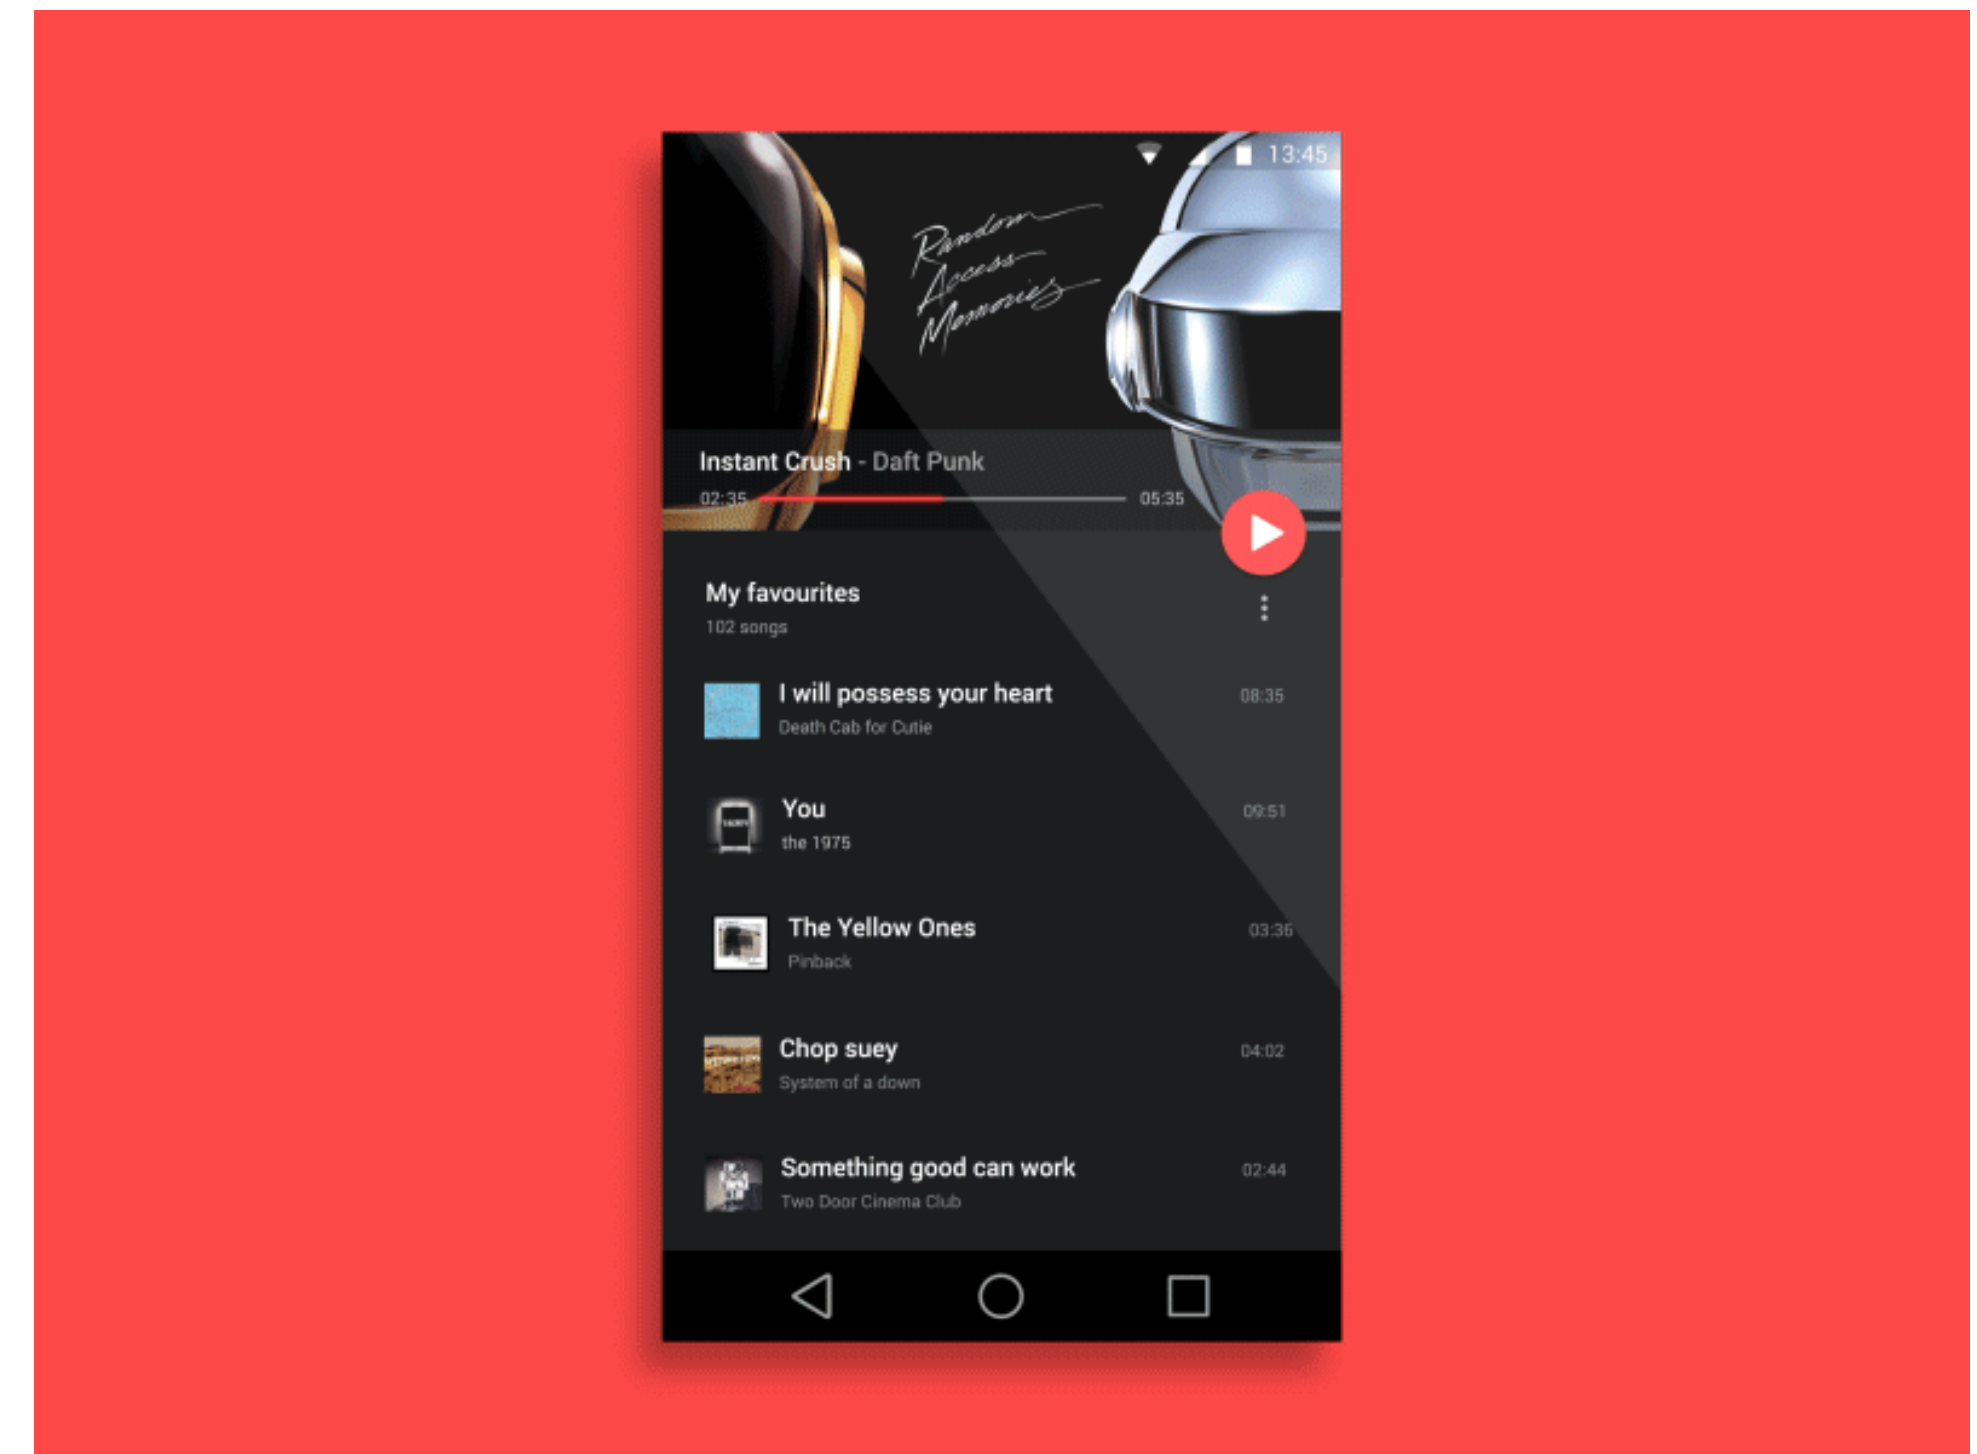 13:45
Random
Access
Memories
Instant Crush - Daft Punk
02:35 05:35
My favourites
102 songs
I will possess your heart 08:35
Death Cab for Cutie
You 09:51
the 1975
The Yellow Ones 03:36
Pinback
Chop suey 04:02
System of a down
Something good can work 02:44
Two Door Cinema Club